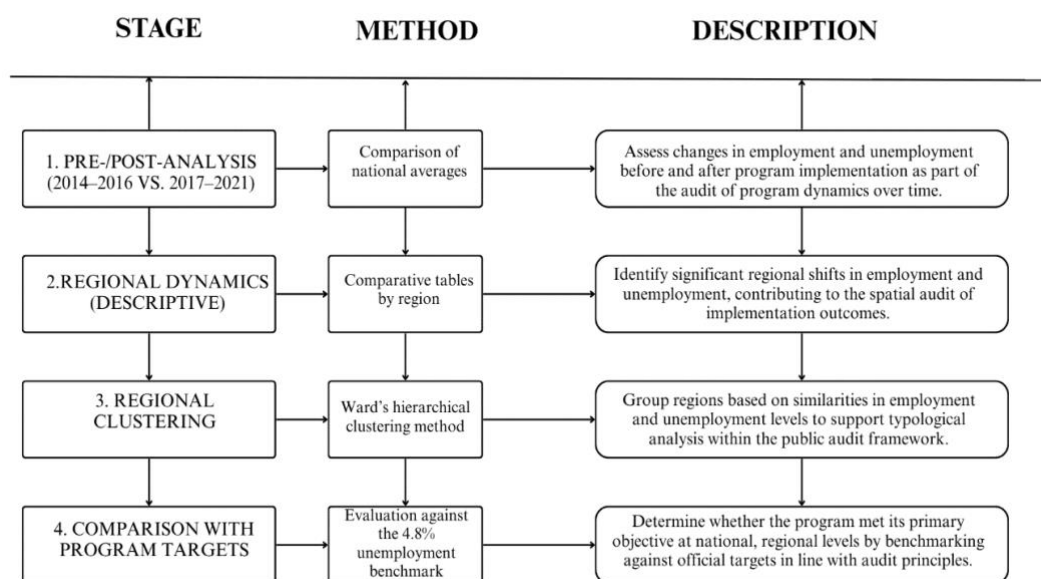 STAGE
METHOD
DESCRIPTION
1. PRE-/POST-ANALYSIS
(2014–2016 VS. 2017–2021)
Comparison of
national averages
Assess changes in employment and unemployment
before and after program implementation as part of
the audit of program dynamics over time.
2.REGIONAL DYNAMICS
(DESCRIPTIVE)
Comparative tables
by region
Identify significant regional shifts in employment and
unemployment, contributing to the spatial audit of
implementation outcomes.
3. REGIONAL
CLUSTERING
Ward's hierarchical
clustering method
Group regions based on similarities in employment
and unemployment levels to support typological
analysis within the public audit framework.
4. COMPARISON WITH
PROGRAM TARGETS
Evaluation against
the 4.8%
unemployment
benchmark
Determine whether the program met its primary
objective at national, regional levels by benchmarking
against official targets in line with audit principles.